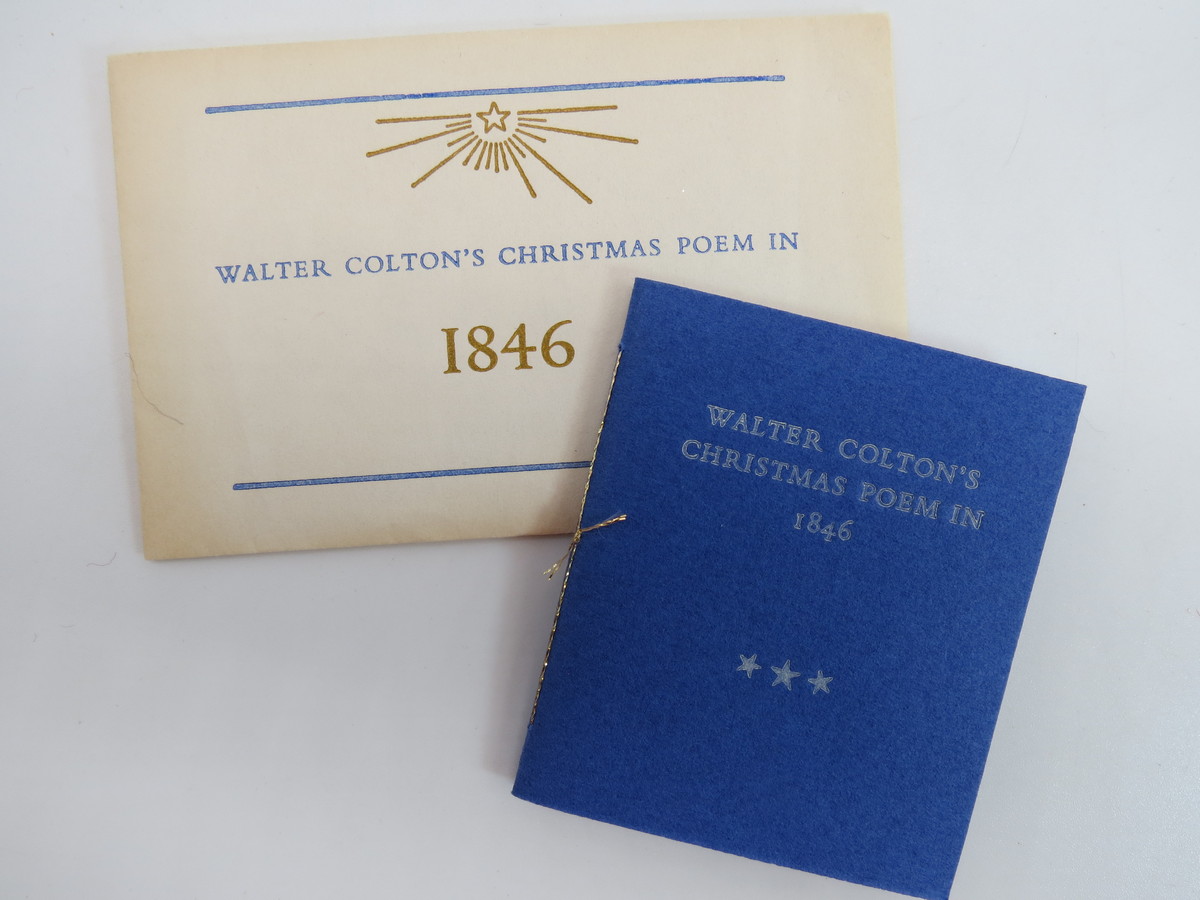 WALTER COLTON'S CHRISTMAS POEM IN
1846
WALTER COLTON'S
CHRISTMAS POEM IN
1846